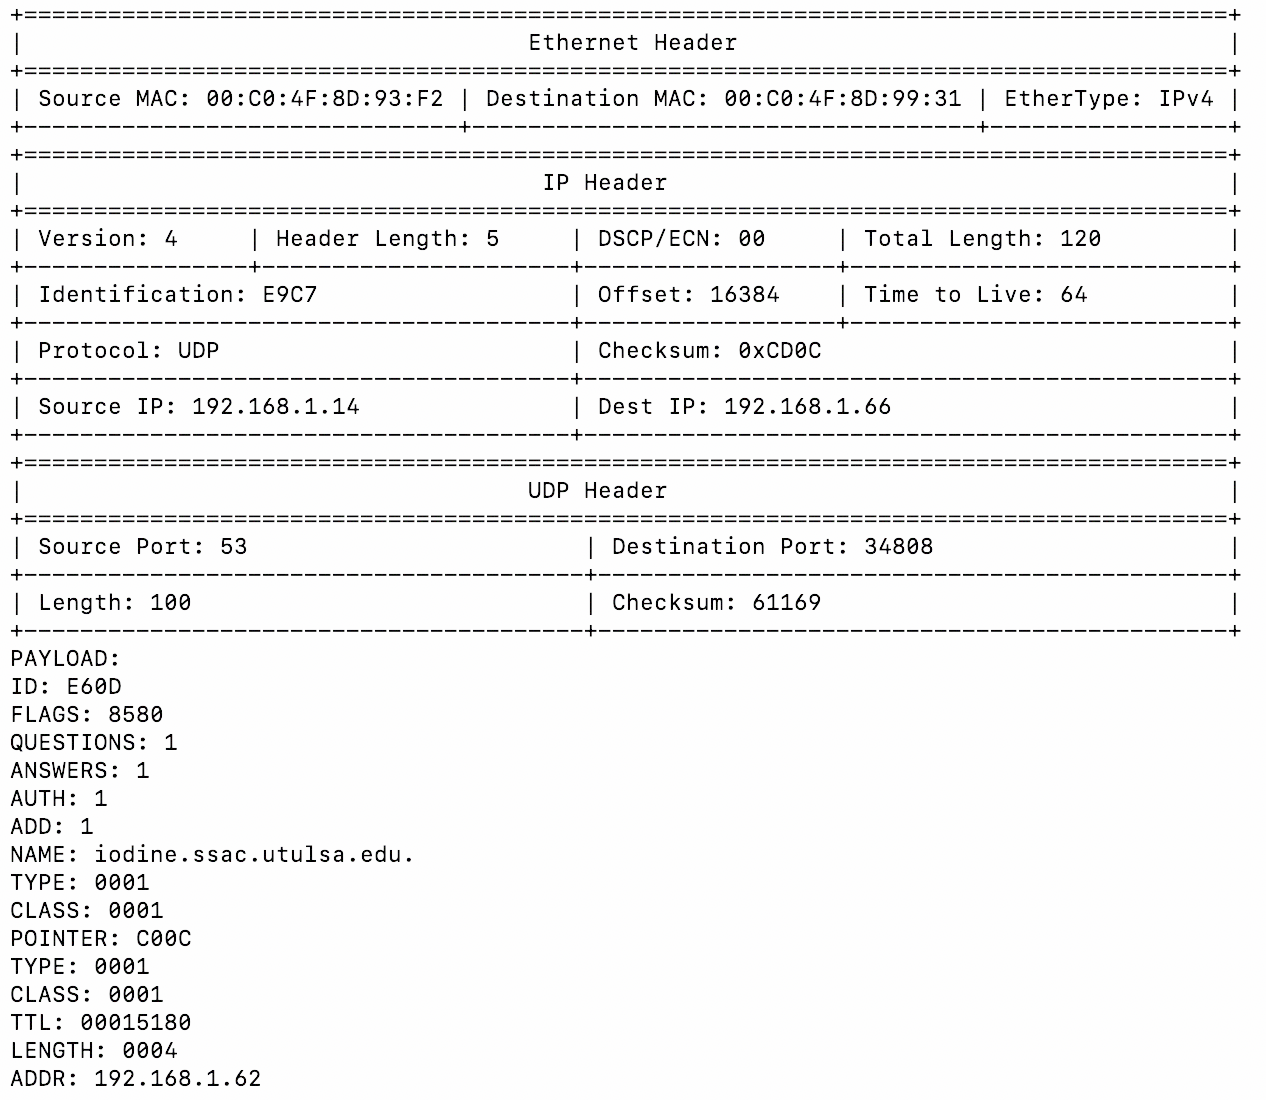 +======================================================================================+
|                                    Ethernet Header                                   |
+======================================================================================+
| Source MAC: 00:C0:4F:8D:93:F2 | Destination MAC: 00:C0:4F:8D:99:31 | EtherType: IPv4 |
+-------------------------------+------------------------------------+-----------------+
+======================================================================================+
|                                     IP Header                                        |
+======================================================================================+
| Version: 4     | Header Length: 5     | DSCP/ECN: 00     | Total Length: 120         |
+----------------+----------------------+------------------+---------------------------+
| Identification: E9C7                  | Offset: 16384    | Time to Live: 64          |
+---------------------------------------+------------------+---------------------------+
| Protocol: UDP                         | Checksum: 0xCD0C                             |
+---------------------------------------+----------------------------------------------+
| Source IP: 192.168.1.14               | Dest IP: 192.168.1.66                        |
+---------------------------------------+----------------------------------------------+
+======================================================================================+
|                                    UDP Header                                        |
+======================================================================================+
| Source Port: 53                        | Destination Port: 34808                     |
+----------------------------------------+---------------------------------------------+
| Length: 100                            | Checksum: 61169                             |
+----------------------------------------+---------------------------------------------+
PAYLOAD:
ID: E60D
FLAGS: 8580
QUESTIONS: 1
ANSWERS: 1
AUTH: 1
ADD: 1
NAME: iodine.ssac.utulsa.edu.
TYPE: 0001
CLASS: 0001
POINTER: C00C
TYPE: 0001
CLASS: 0001
TTL: 00015180
LENGTH: 0004
ADDR: 192.168.1.62